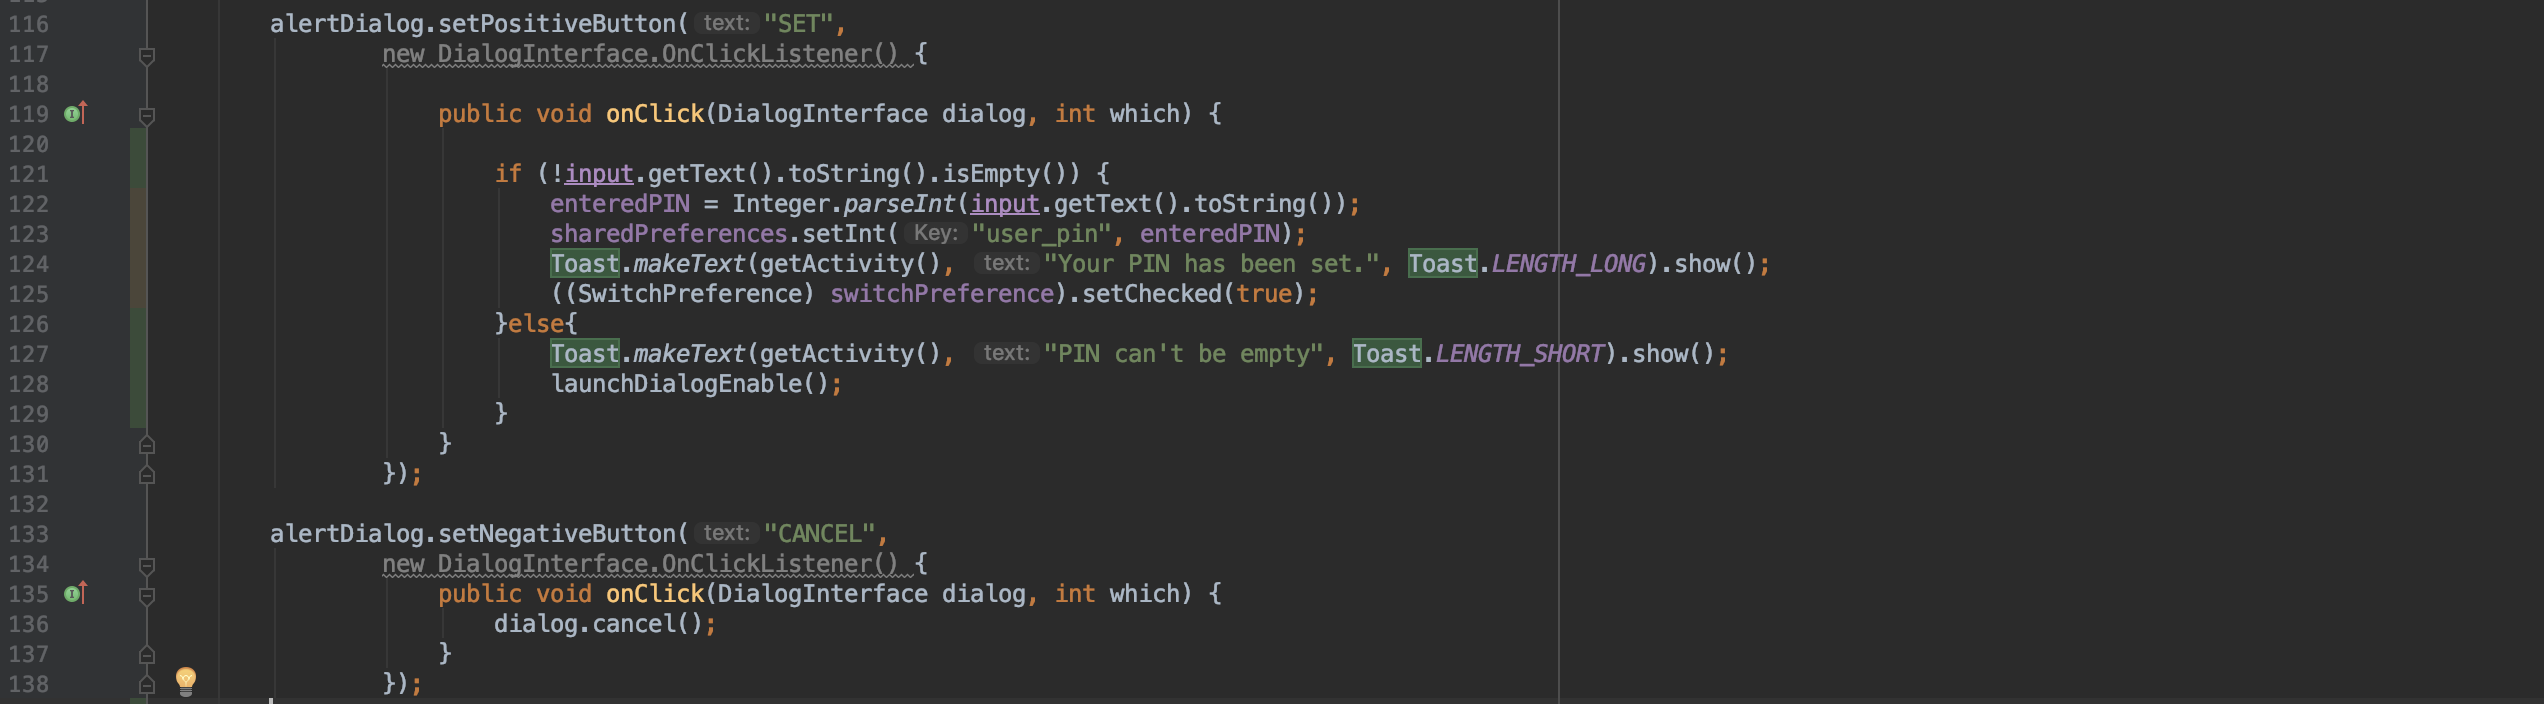 116 alertDialog.setPositiveButton( text: "SET",
117 new DialogInterface.OnClickListener() {
118
119 public void onClick(DialogInterface dialog, int which) {
120
121 if (!input.getText().toString().isEmpty()) {
122 enteredPIN = Integer.parseInt(input.getText().toString());
123 sharedPreferences.setInt( Key: "user_pin", enteredPIN);
124 Toast.makeText(getActivity(), text: "Your PIN has been set.", Toast.LENGTH_LONG).show();
125 ((SwitchPreference) switchPreference).setChecked(true);
126 }else{
127 Toast.makeText(getActivity(), text: "PIN can't be empty", Toast.LENGTH_SHORT).show();
128 launchDialogEnable();
129 }
130 }
131 });
132
133 alertDialog.setNegativeButton( text: "CANCEL",
134 new DialogInterface.OnClickListener() {
135 public void onClick(DialogInterface dialog, int which) {
136 dialog.cancel();
137 }
138 });